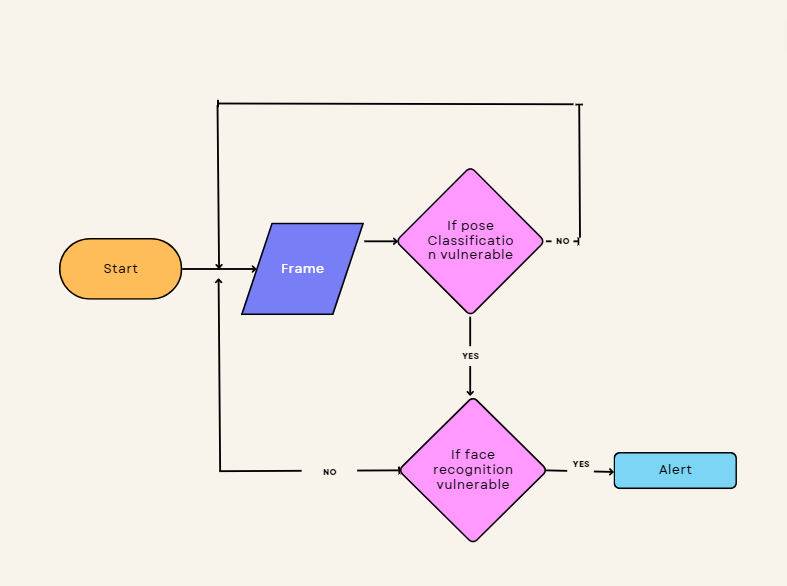 If pose
Classificatio
n vulnerable
NO
Start
Frame
YES
If face
recognition
vulnerable
NO
YES
Alert